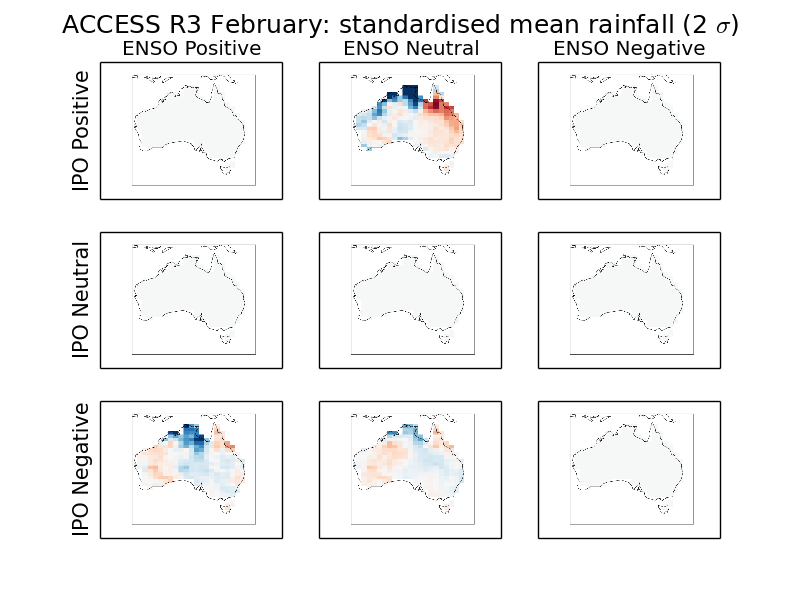 ACCESS R3 February: standardised mean rainfall (2 σ)
ENSO Positive ENSO Neutral ENSO Negative
IPO Positive
IPO Neutral
IPO Negative